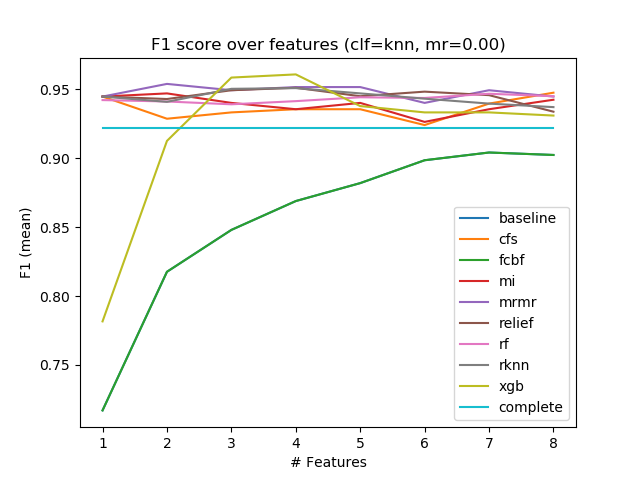 F1 score over features (clf=knn, mr=0.00)
F1 (mean)
0.95
0.90
0.85
0.80
0.75
baseline
cfs
fcbf
mi
mrmr
relief
rf
rknn
xgb
complete
1 2 3 4 5 6 7 8
# Features